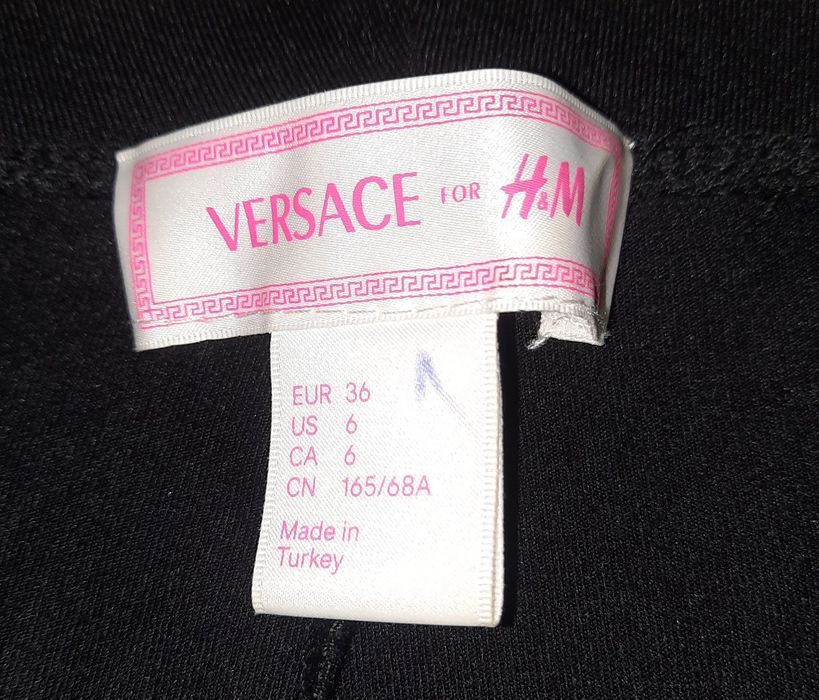 VERSACE FOR H&M
EUR 36
US 6
CA 6
CN 165/68A
Made in
Turkey